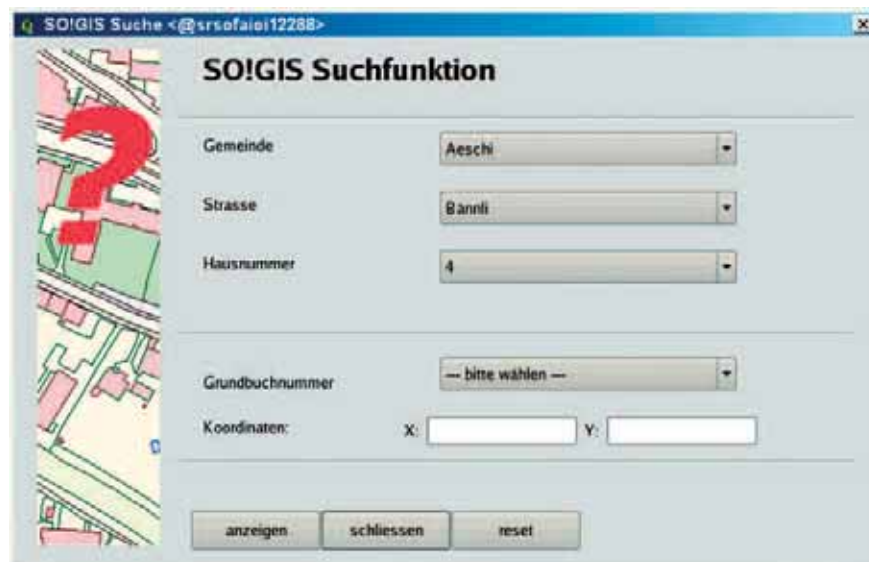 SO!GIS Suche <@srsofaioi12288>
SO!GIS Suchfunktion
Gemeinde Aeschi
Strasse Bännli
Hausnummer 4
Grundbuchnummer --- bitte wählen ---
Koordinaten: X: Y:
anzeigen schliessen reset